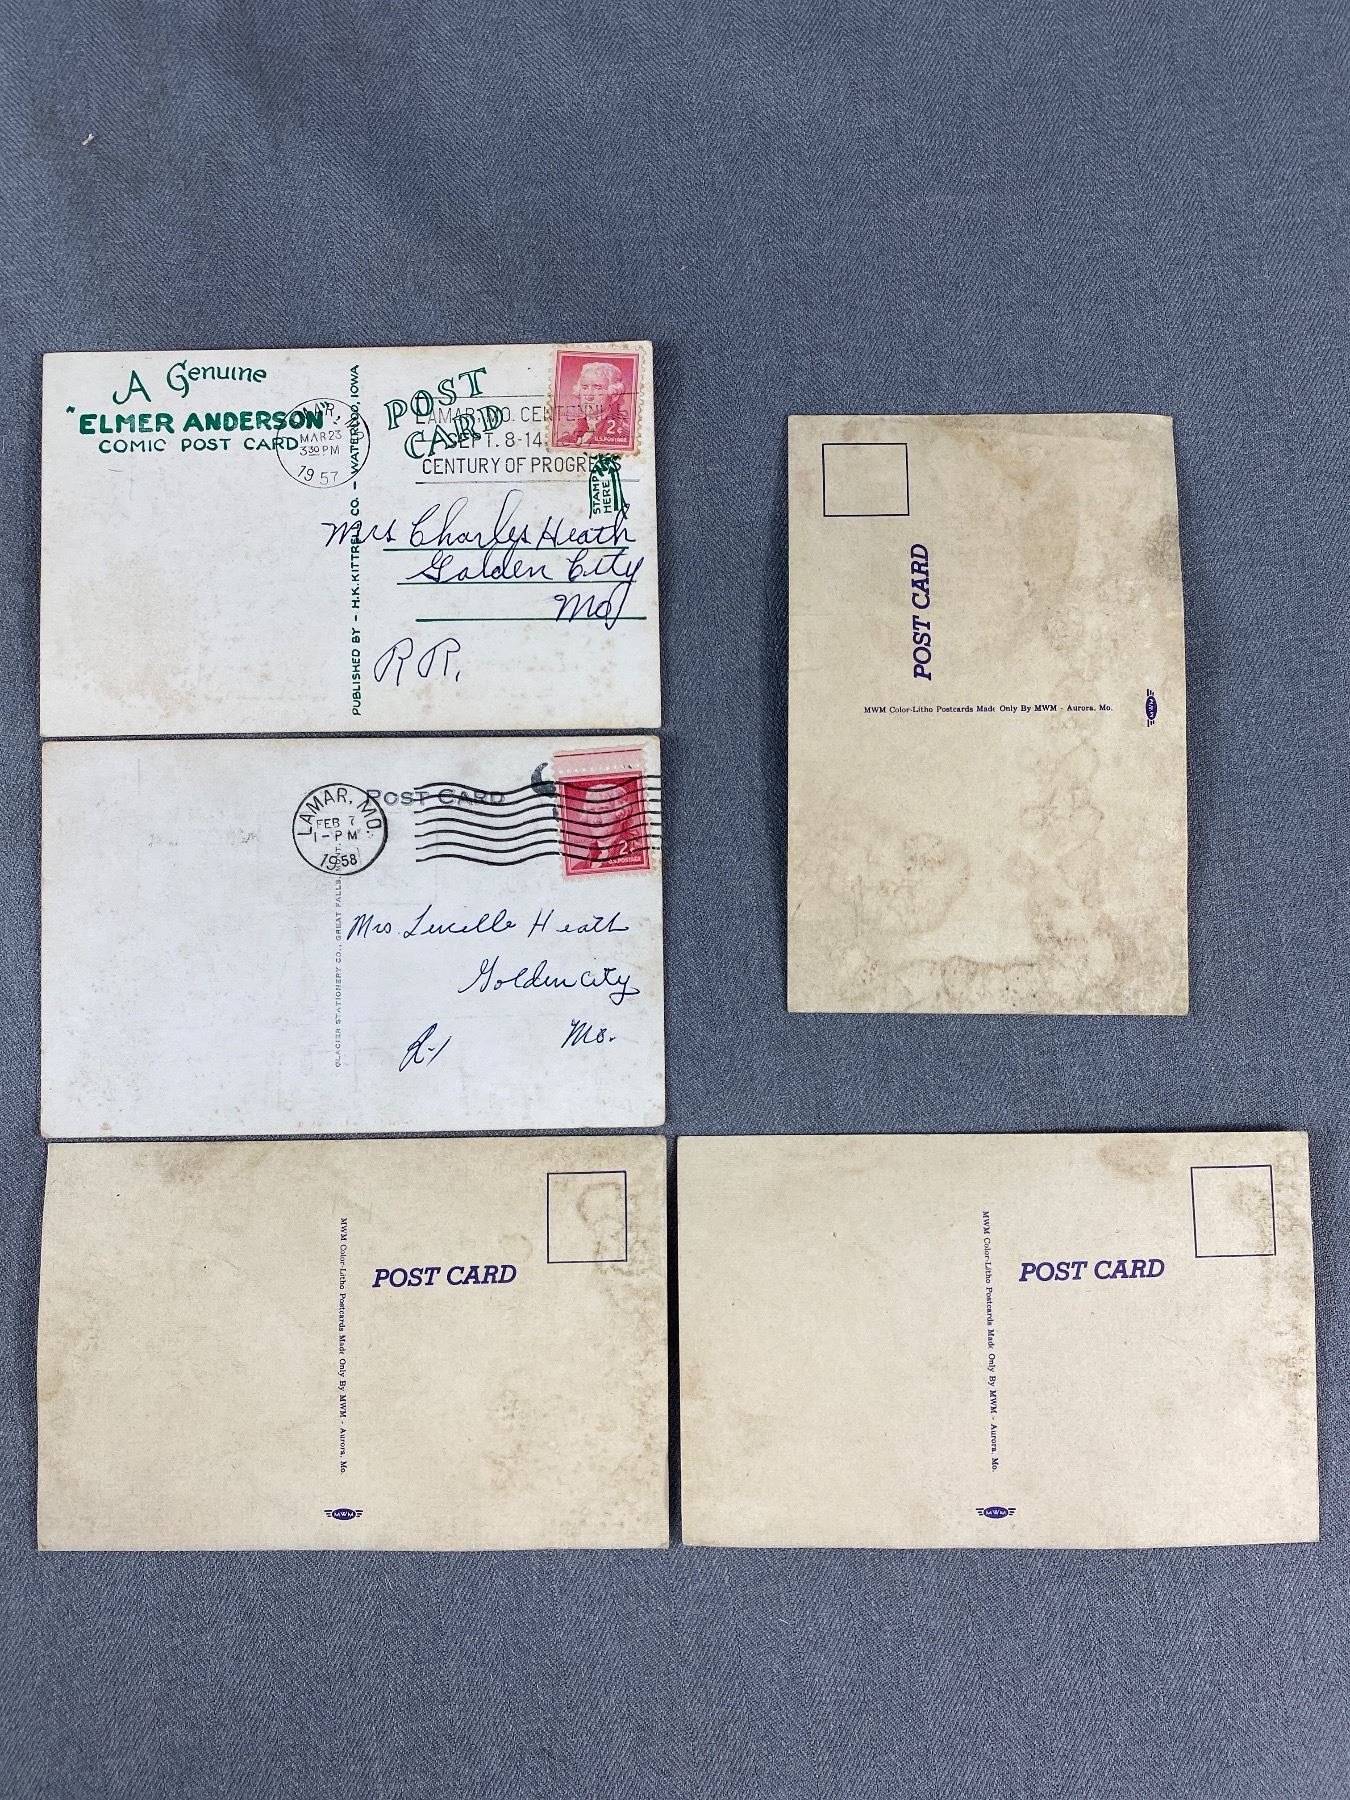 A Genuine
"ELMER ANDERSON"
COMIC POST CARD
MAR 23
3 30 PM
1957
PUBLISHED BY - H.K. KITTRELL CO. - WATERLOO, IOWA
POST
CARD
LAMAR, MO. CENTENNIAL
SEPT. 8-14, 1957
CENTURY OF PROGRESS
2¢
U.S. POSTAGE
STAMP
HERE
Mrs Charles Heath
Golden City
Mo
R R.
POST CARD
LAMAR, MO.
FEB 7
1 - PM
1958
2¢
U.S. POSTAGE
GLACIER STATIONERY CO., GREAT FALLS,
Mrs. Lucille Heath
Golden City
R-1
Mo.
POST CARD
MWM Color-Litho Postcards Made Only By MWM - Aurora, Mo.
MWM
POST CARD
MWM Color-Litho Postcards Made Only By MWM - Aurora, Mo.
MWM
POST CARD
MWM Color-Litho Postcards Made Only By MWM - Aurora, Mo.
MWM